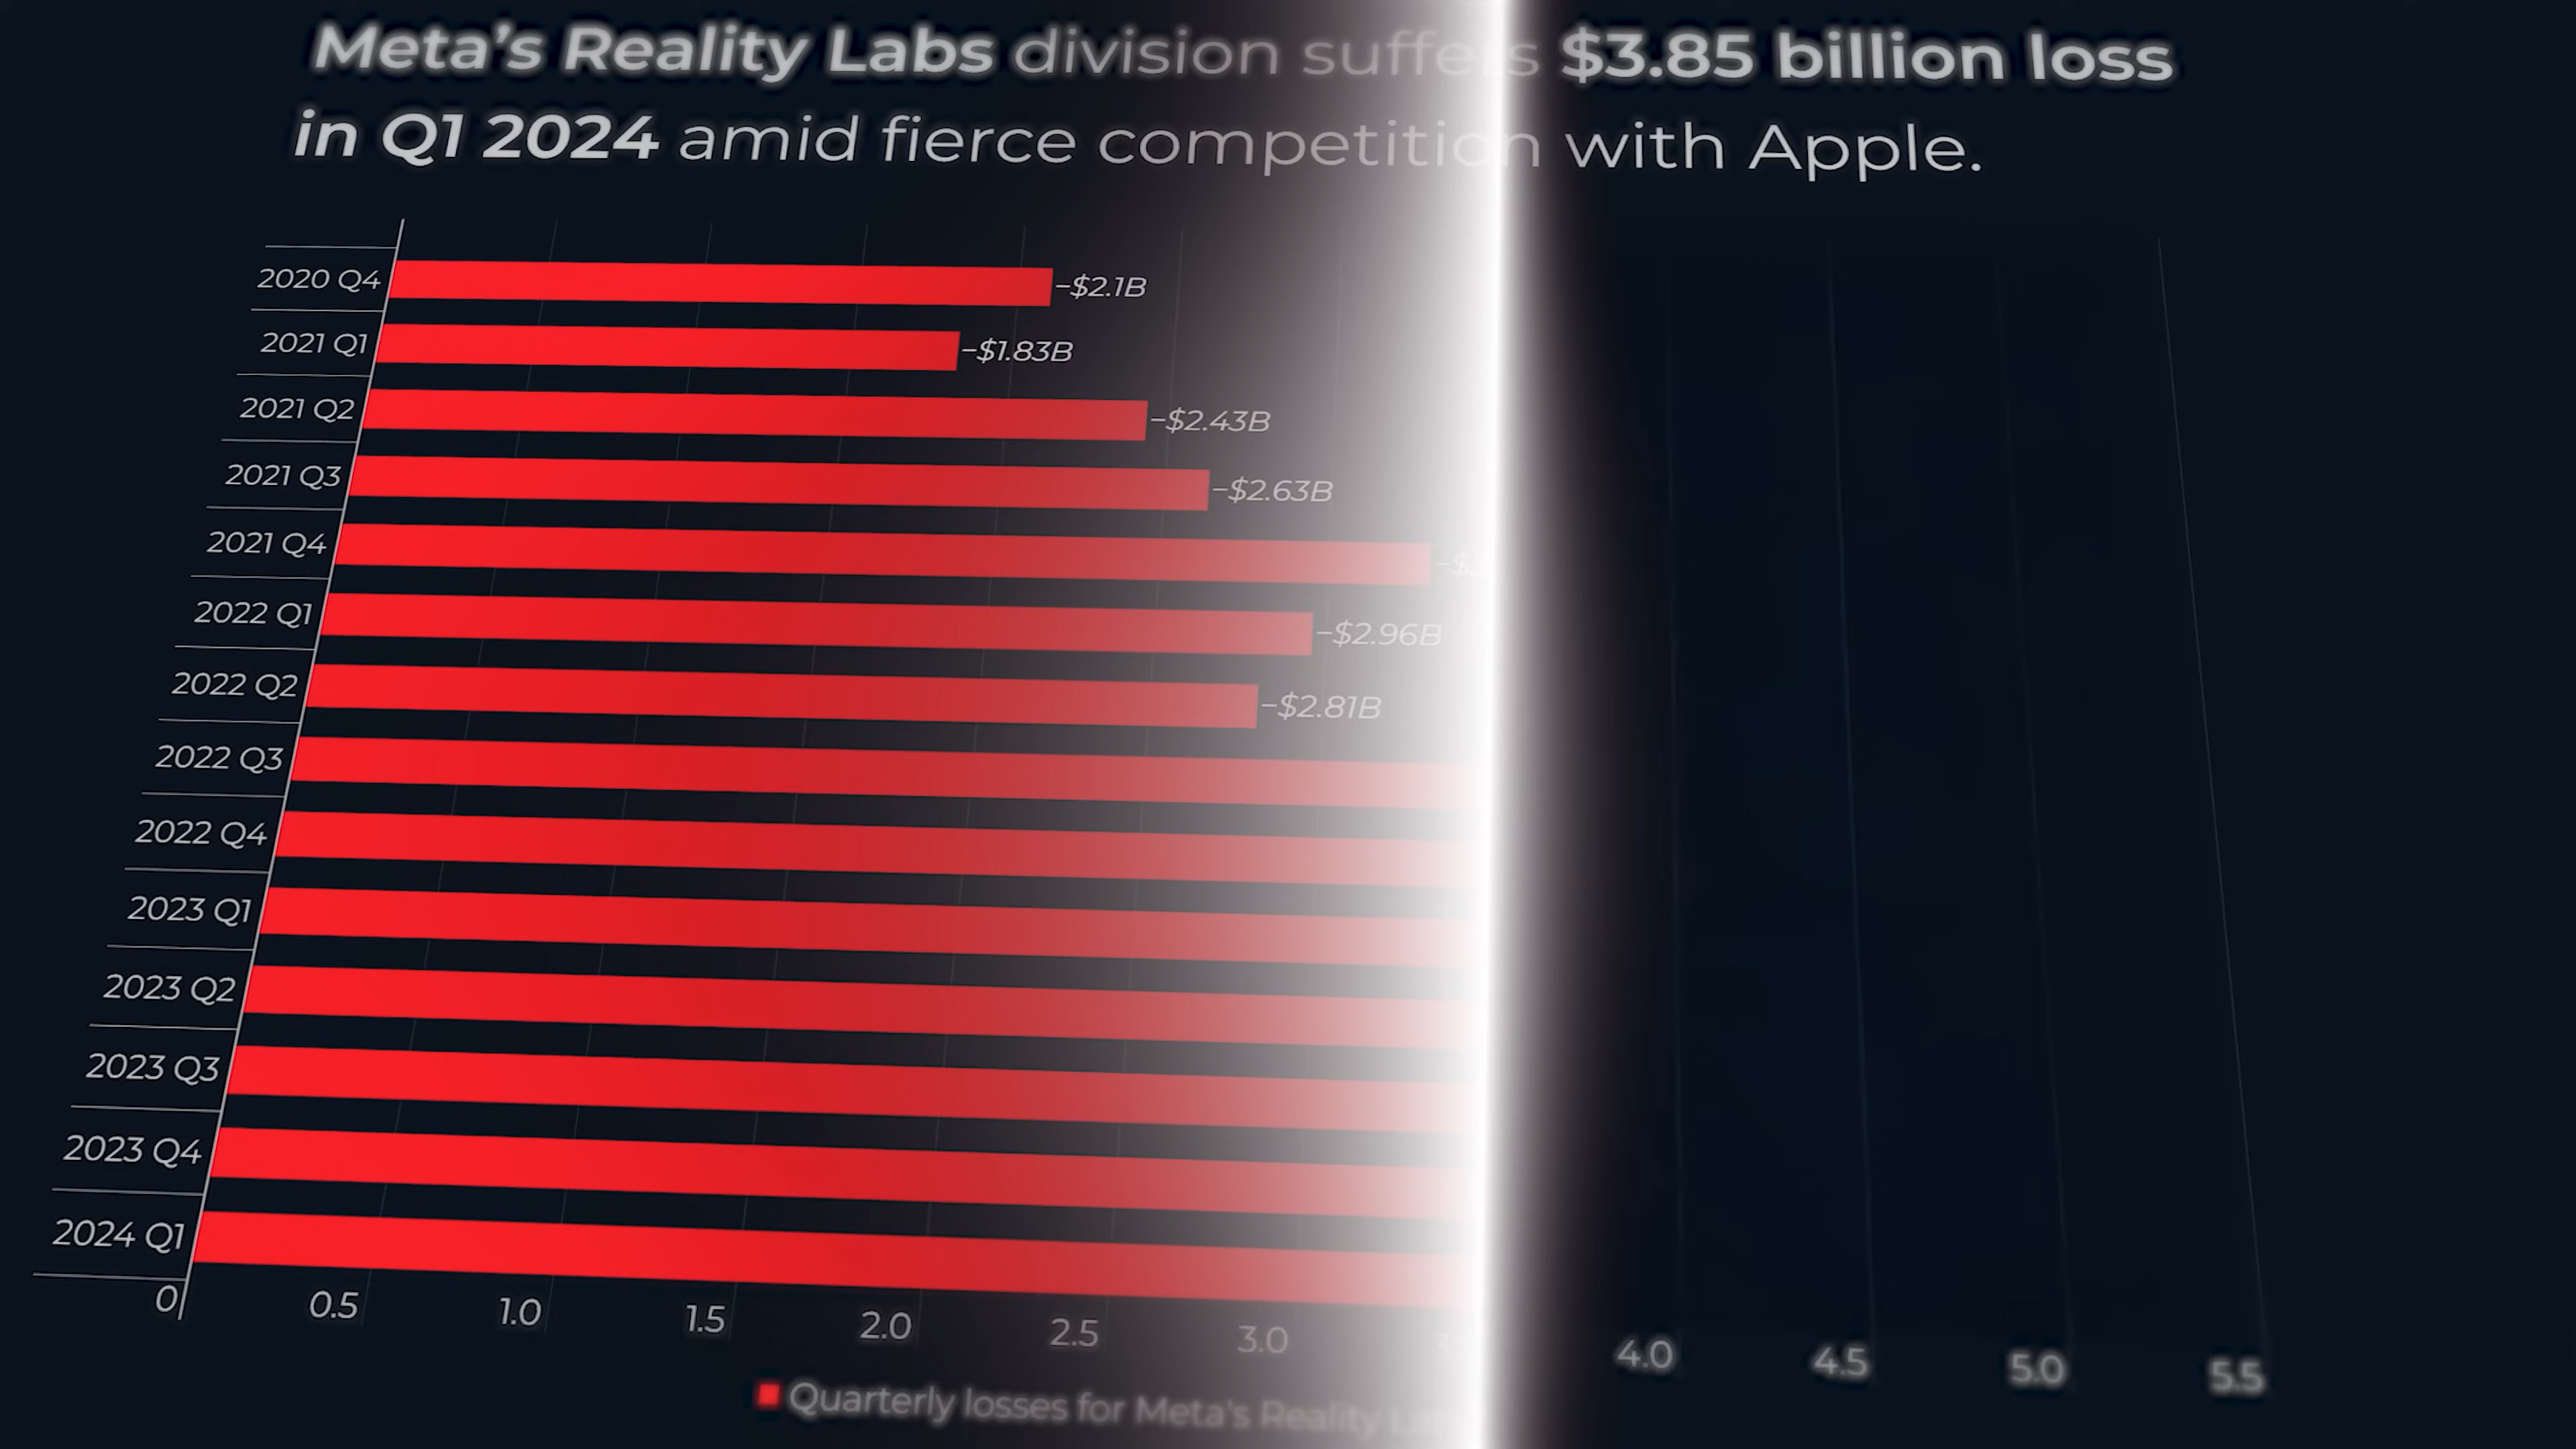 Meta’s Reality Labs division suffers $3.85 billion loss
in Q1 2024 amid fierce competition with Apple.
2020 Q4 −$2.1B
2021 Q1 −$1.83B
2021 Q2 −$2.43B
2021 Q3 −$2.63B
2021 Q4
2022 Q1 −$2.96B
2022 Q2 −$2.81B
2022 Q3
2022 Q4
2023 Q1
2023 Q2
2023 Q3
2023 Q4
2024 Q1
0 0.5 1.0 1.5 2.0 2.5 3.0 4.0 4.5 5.0 5.5
Quarterly losses for Meta's Reality